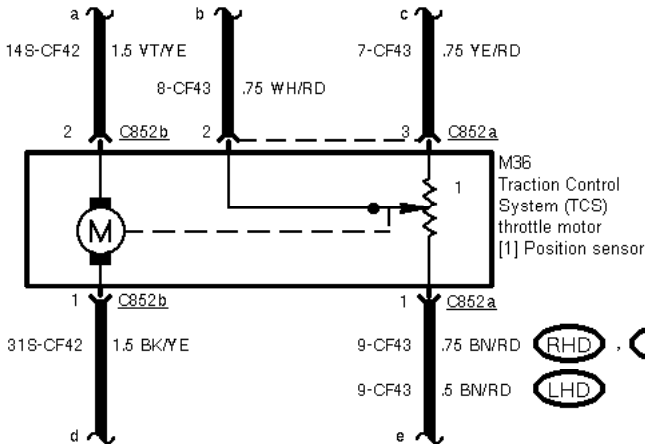 a b c
14S-CF42 1.5 VT/YE 7-CF43 .75 YE/RD
8-CF43 .75 WH/RD
2 C852b 2 3 C852a
M36
1 Traction Control
System (TCS)
M throttle motor
[1] Position sensor
1 C852b 1 C852a
31S-CF42 1.5 BK/YE 9-CF43 .75 BN/RD RHD ,
9-CF43 .5 BN/RD LHD
d e